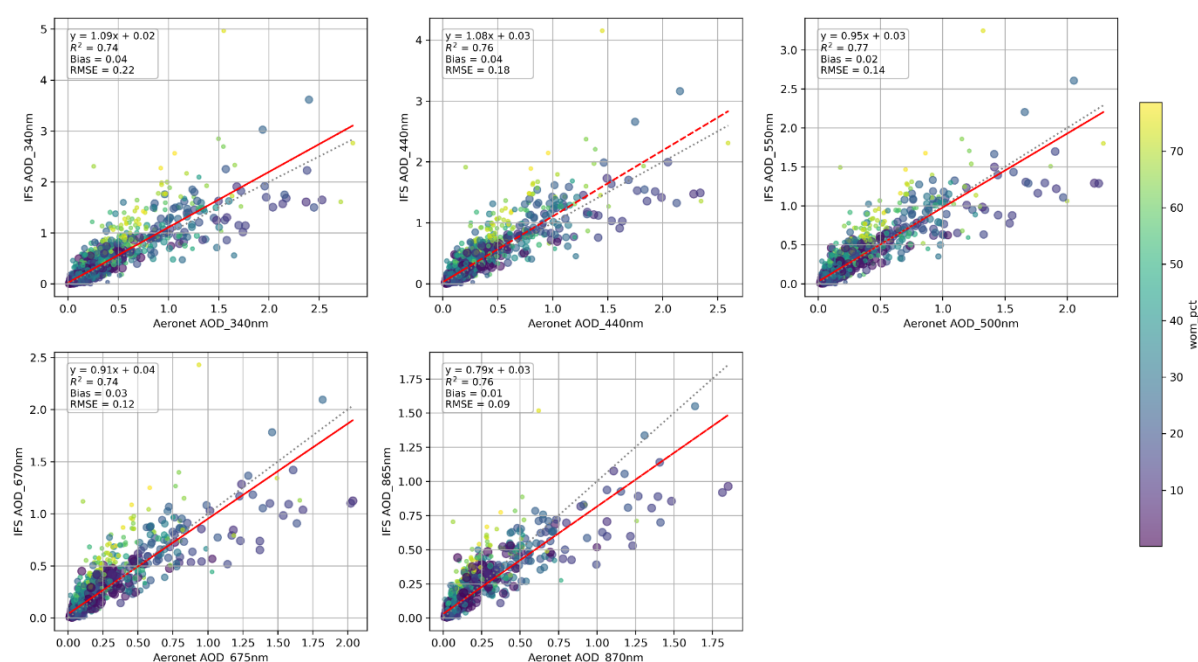 y = 1.09x + 0.02
R² = 0.74
Bias = 0.04
RMSE = 0.22
IFS AOD_340nm
5
4
3
2
1
0
0.0 0.5 1.0 1.5 2.0 2.5
Aeronet AOD_340nm
y = 1.08x + 0.03
R² = 0.76
Bias = 0.04
RMSE = 0.18
IFS AOD_440nm
4
3
2
1
0
0.0 0.5 1.0 1.5 2.0 2.5
Aeronet AOD_440nm
y = 0.95x + 0.03
R² = 0.77
Bias = 0.02
RMSE = 0.14
IFS AOD_550nm
3.0
2.5
2.0
1.5
1.0
0.5
0.0
0.0 0.5 1.0 1.5 2.0
Aeronet AOD_500nm
y = 0.91x + 0.04
R² = 0.74
Bias = 0.03
RMSE = 0.12
IFS AOD_670nm
2.5
2.0
1.5
1.0
0.5
0.0
0.00 0.25 0.50 0.75 1.00 1.25 1.50 1.75 2.00
Aeronet AOD_675nm
y = 0.79x + 0.03
R² = 0.76
Bias = 0.01
RMSE = 0.09
IFS AOD_865nm
1.75
1.50
1.25
1.00
0.75
0.50
0.25
0.00
0.00 0.25 0.50 0.75 1.00 1.25 1.50 1.75
Aeronet AOD_870nm
70
60
50
40
30
20
10
wom_pct